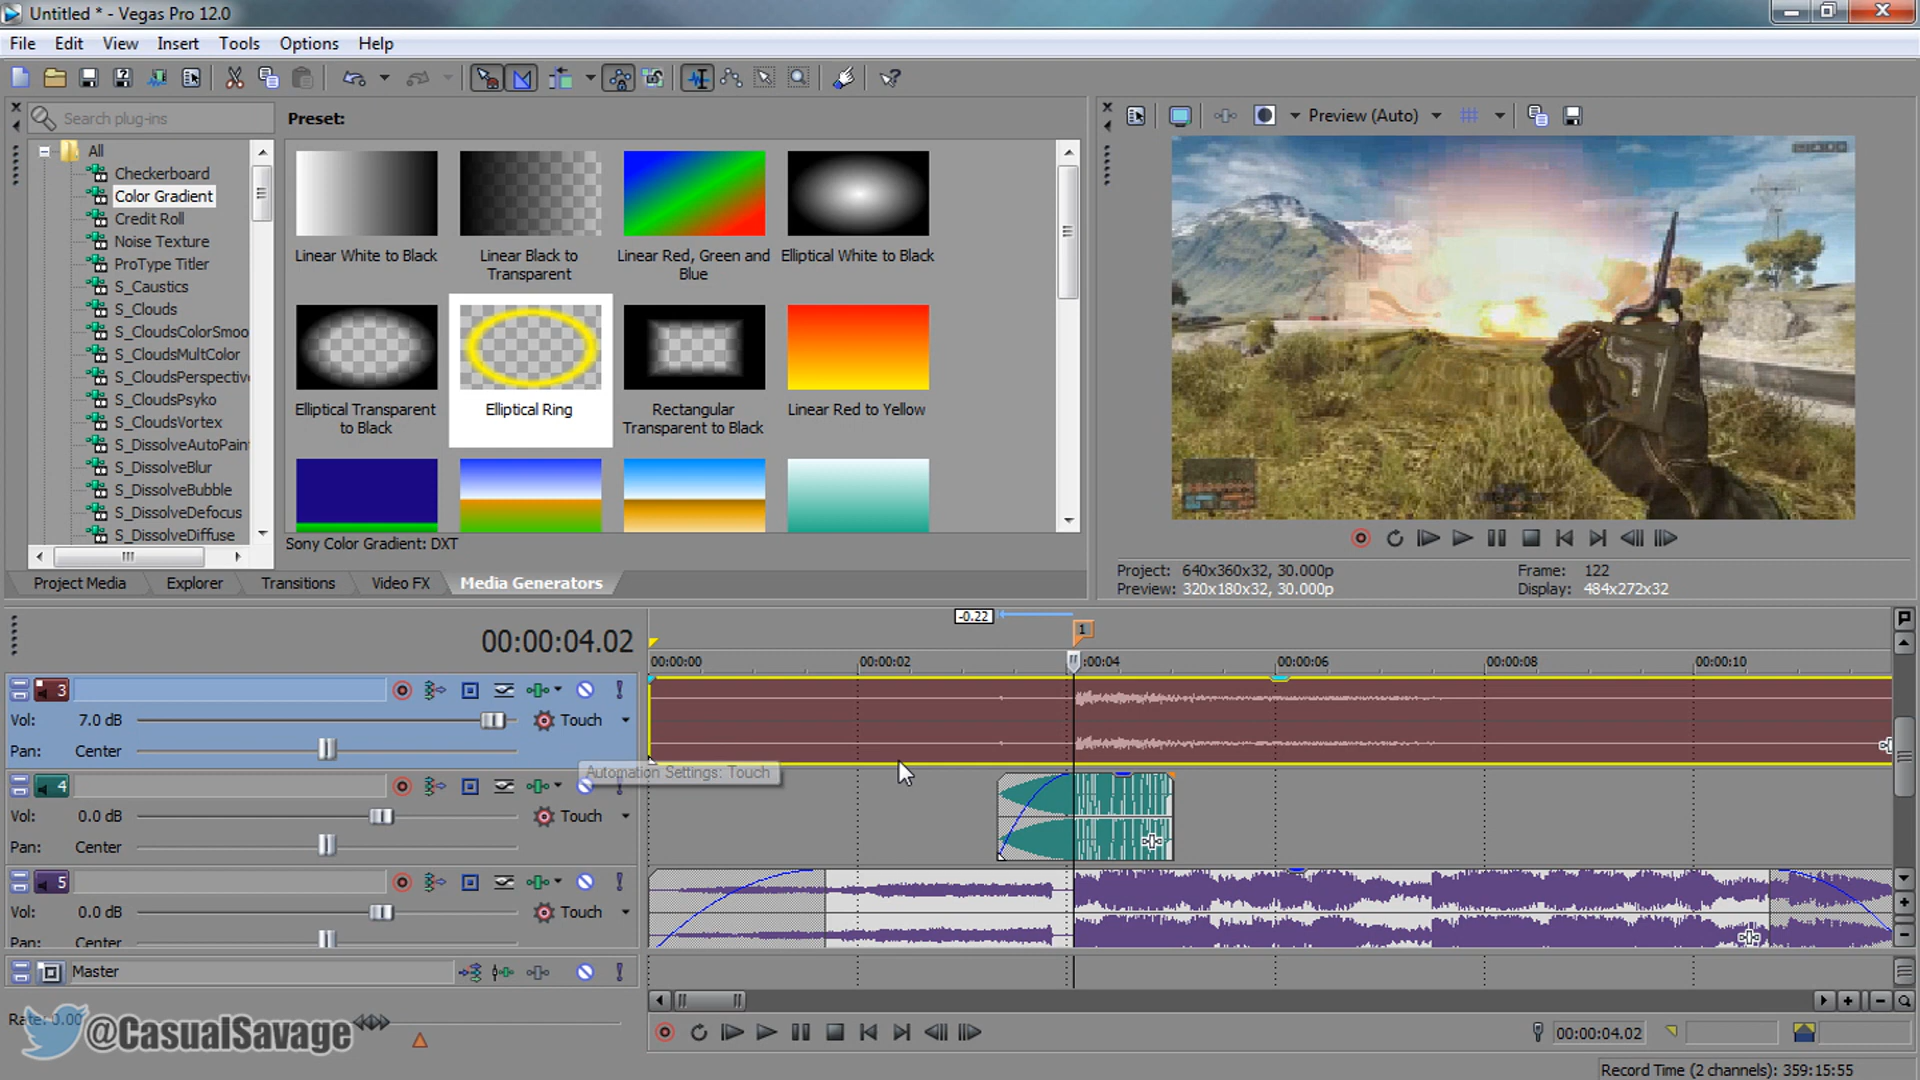 Untitled * - Vegas Pro 12.0
File Edit View Insert Tools Options Help
Search plug-ins
Preset:
Preview (Auto)
All
Checkerboard
Color Gradient
Credit Roll
Noise Texture
ProType Titler
S_Caustics
S_Clouds
S_CloudsColorSmoo
S_CloudsMultColor
S_CloudsPerspectiv
S_CloudsPsyko
S_CloudsVortex
S_DissolveAutoPain
S_DissolveBlur
S_DissolveBubble
S_DissolveDefocus
S_DissolveDiffuse
Linear White to Black
Linear Black to Transparent
Linear Red, Green and Blue
Elliptical White to Black
Elliptical Transparent to Black
Elliptical Ring
Rectangular Transparent to Black
Linear Red to Yellow
Sony Color Gradient: DXT
Project Media Explorer Transitions Video FX Media Generators
Project: 640x360x32, 30.000p Frame: 122
Preview: 320x180x32, 30.000p Display: 484x272x32
00:00:04.02
-0.22
1
00:00:00 00:00:02 :00:04 00:00:06 00:00:08 00:00:10
3
Vol: 7.0 dB Touch
Pan: Center
Automation Settings: Touch
4
Vol: 0.0 dB Touch
Pan: Center
5
Vol: 0.0 dB Touch
Pan: Center
Master
Rate: 0.00
@CasualSavage
00:00:04.02
Record Time (2 channels): 359:15:55